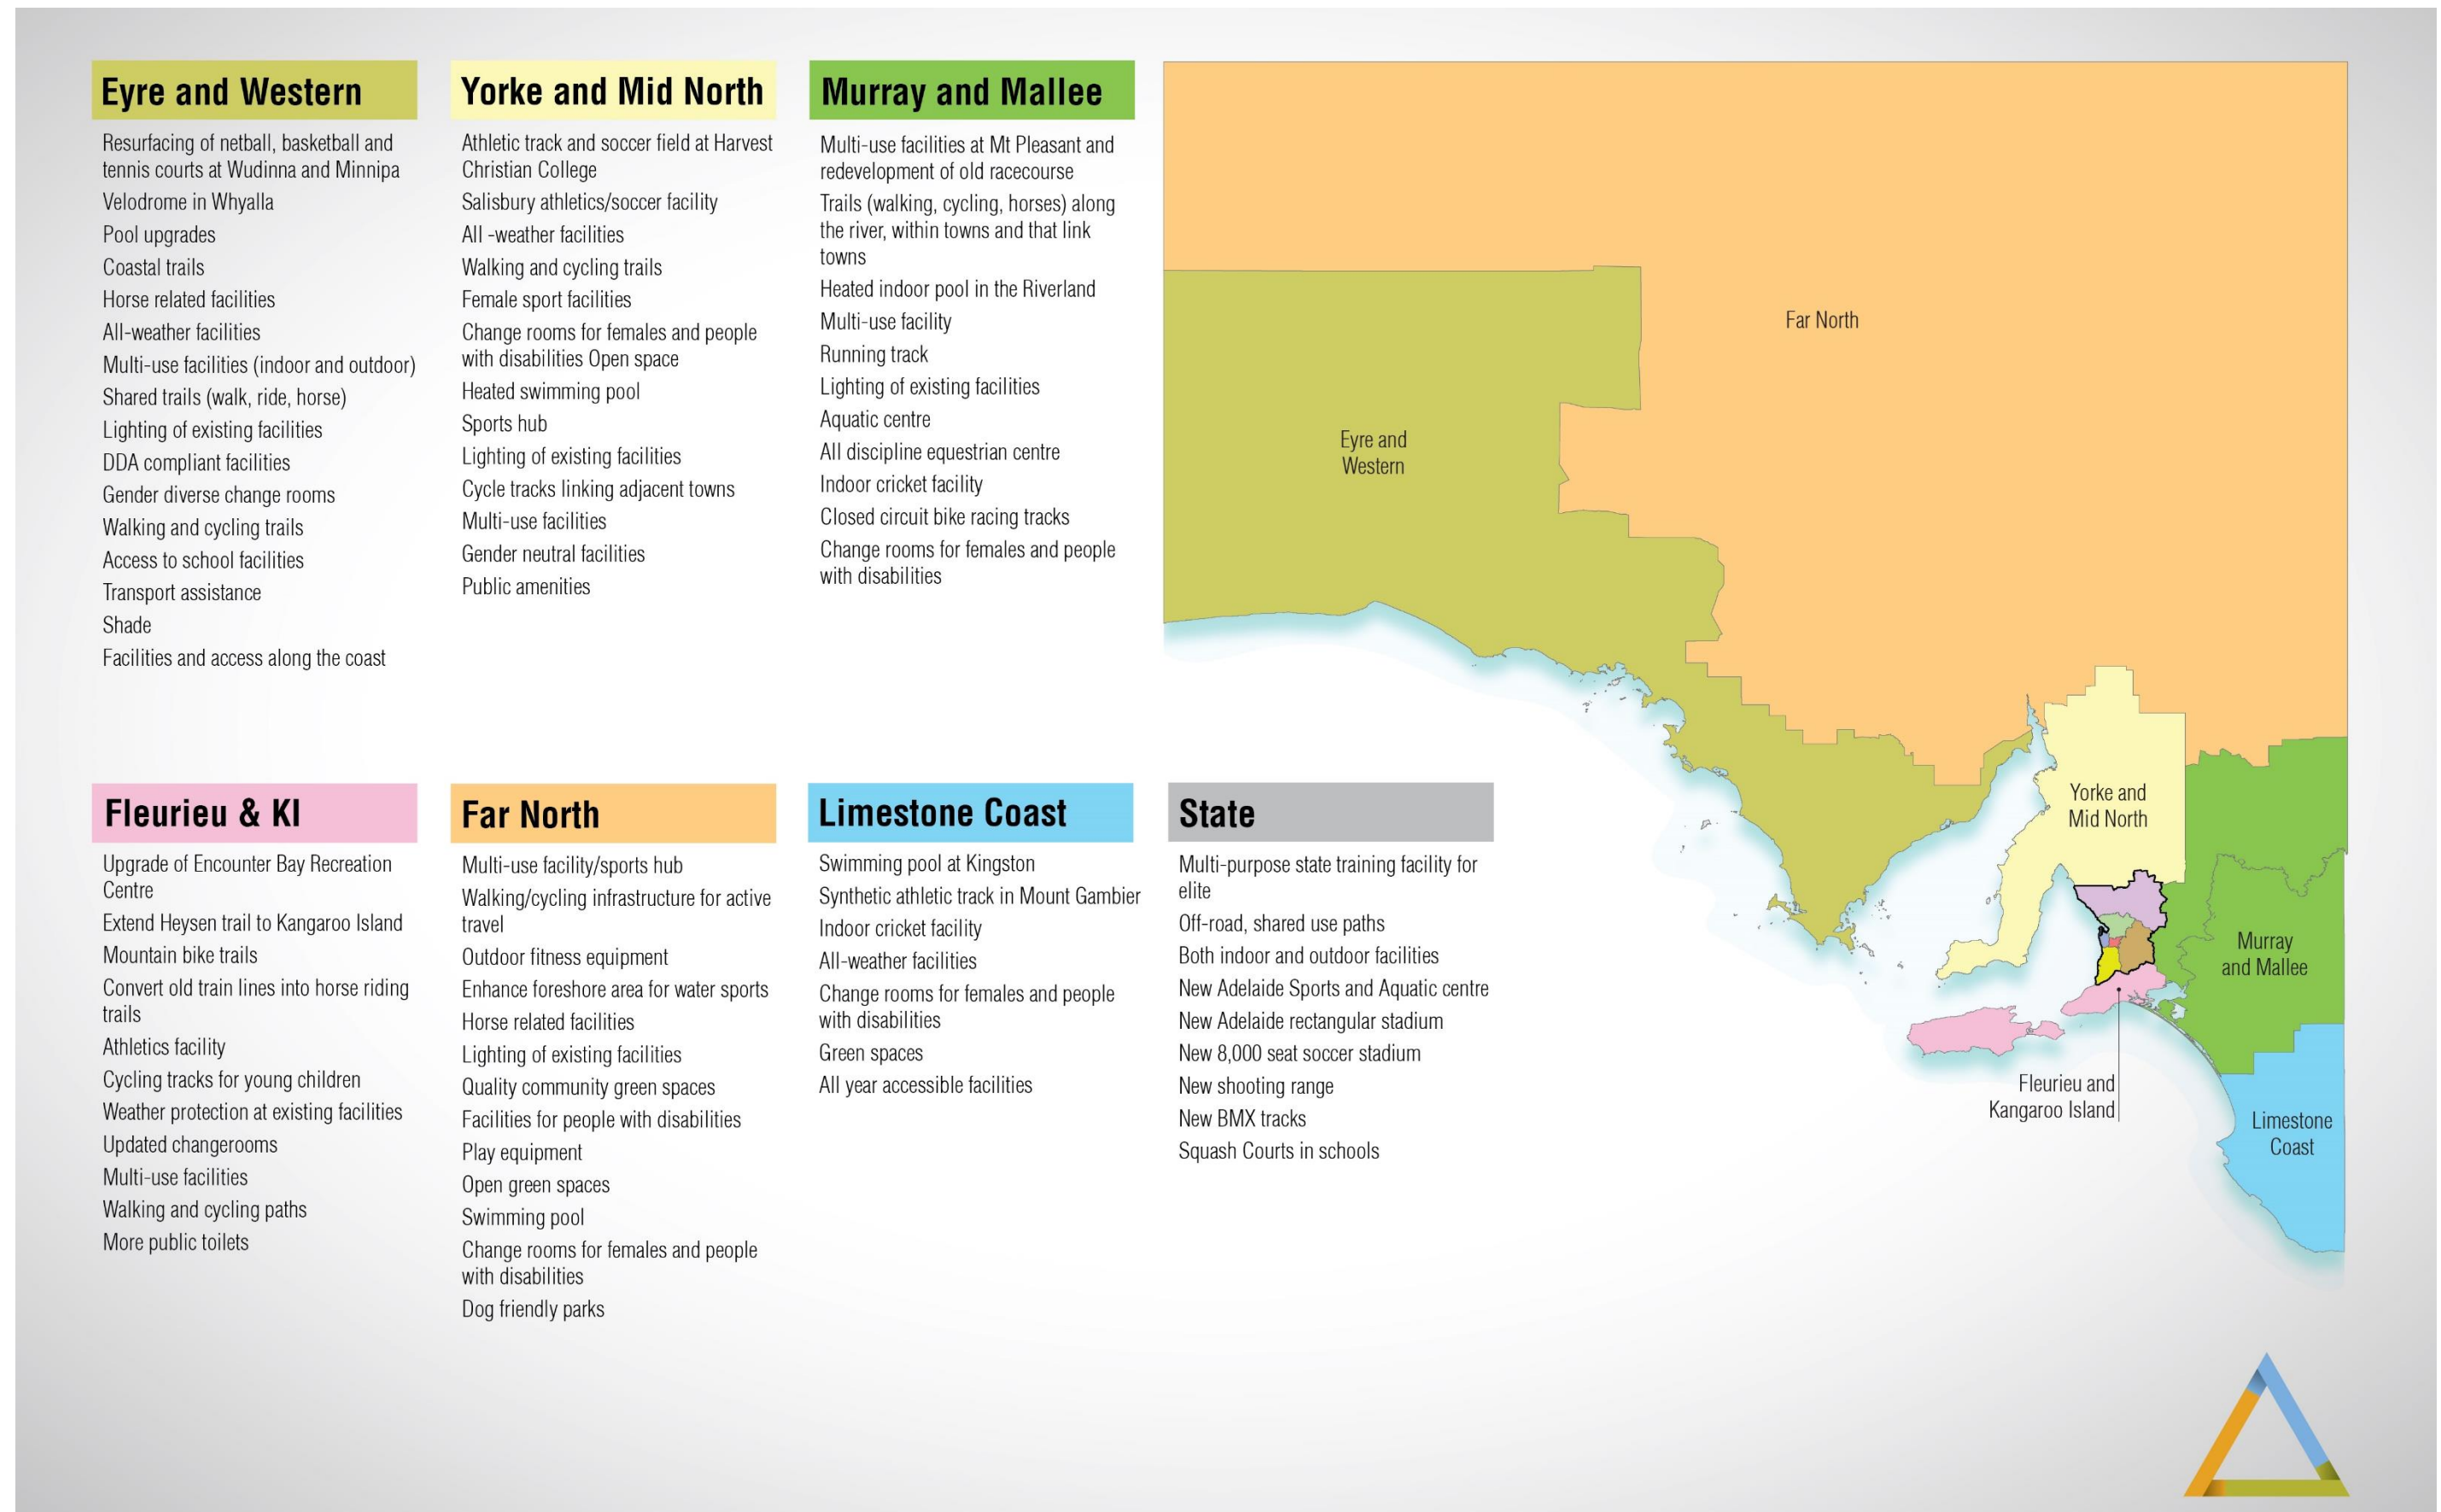 Eyre and Western
Resurfacing of netball, basketball and
tennis courts at Wudinna and Minnipa
Velodrome in Whyalla
Pool upgrades
Coastal trails
Horse related facilities
All-weather facilities
Multi-use facilities (indoor and outdoor)
Shared trails (walk, ride, horse)
Lighting of existing facilities
DDA compliant facilities
Gender diverse change rooms
Walking and cycling trails
Access to school facilities
Transport assistance
Shade
Facilities and access along the coast
Yorke and Mid North
Athletic track and soccer field at Harvest
Christian College
Salisbury athletics/soccer facility
All -weather facilities
Walking and cycling trails
Female sport facilities
Change rooms for females and people
with disabilities Open space
Heated swimming pool
Sports hub
Lighting of existing facilities
Cycle tracks linking adjacent towns
Multi-use facilities
Gender neutral facilities
Public amenities
Murray and Mallee
Multi-use facilities at Mt Pleasant and
redevelopment of old racecourse
Trails (walking, cycling, horses) along
the river, within towns and that link
towns
Heated indoor pool in the Riverland
Multi-use facility
Running track
Lighting of existing facilities
Aquatic centre
All discipline equestrian centre
Indoor cricket facility
Closed circuit bike racing tracks
Change rooms for females and people
with disabilities
Fleurieu & KI
Upgrade of Encounter Bay Recreation
Centre
Extend Heysen trail to Kangaroo Island
Mountain bike trails
Convert old train lines into horse riding
trails
Athletics facility
Cycling tracks for young children
Weather protection at existing facilities
Updated changerooms
Multi-use facilities
Walking and cycling paths
More public toilets
Far North
Multi-use facility/sports hub
Walking/cycling infrastructure for active
travel
Outdoor fitness equipment
Enhance foreshore area for water sports
Horse related facilities
Lighting of existing facilities
Quality community green spaces
Facilities for people with disabilities
Play equipment
Open green spaces
Swimming pool
Change rooms for females and people
with disabilities
Dog friendly parks
Limestone Coast
Swimming pool at Kingston
Synthetic athletic track in Mount Gambier
Indoor cricket facility
All-weather facilities
Change rooms for females and people
with disabilities
Green spaces
All year accessible facilities
State
Multi-purpose state training facility for
elite
Off-road, shared use paths
Both indoor and outdoor facilities
New Adelaide Sports and Aquatic centre
New Adelaide rectangular stadium
New 8,000 seat soccer stadium
New shooting range
New BMX tracks
Squash Courts in schools
Far North
Eyre and
Western
Yorke and
Mid North
Murray
and Mallee
Fleurieu and
Kangaroo Island
Limestone
Coast